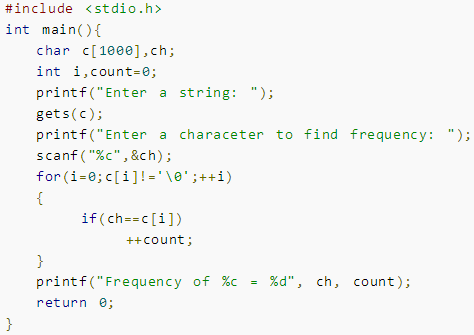 #include <stdio.h>
int main(){
char c[1000],ch;
int i,count=0;
printf("Enter a string: ");
gets(c);
printf("Enter a characeter to find frequency: ");
scanf("%c",&ch);
for(i=0;c[i]!='\0';++i)
{
if(ch==c[i])
++count;
}
printf("Frequency of %c = %d", ch, count);
return 0;
}